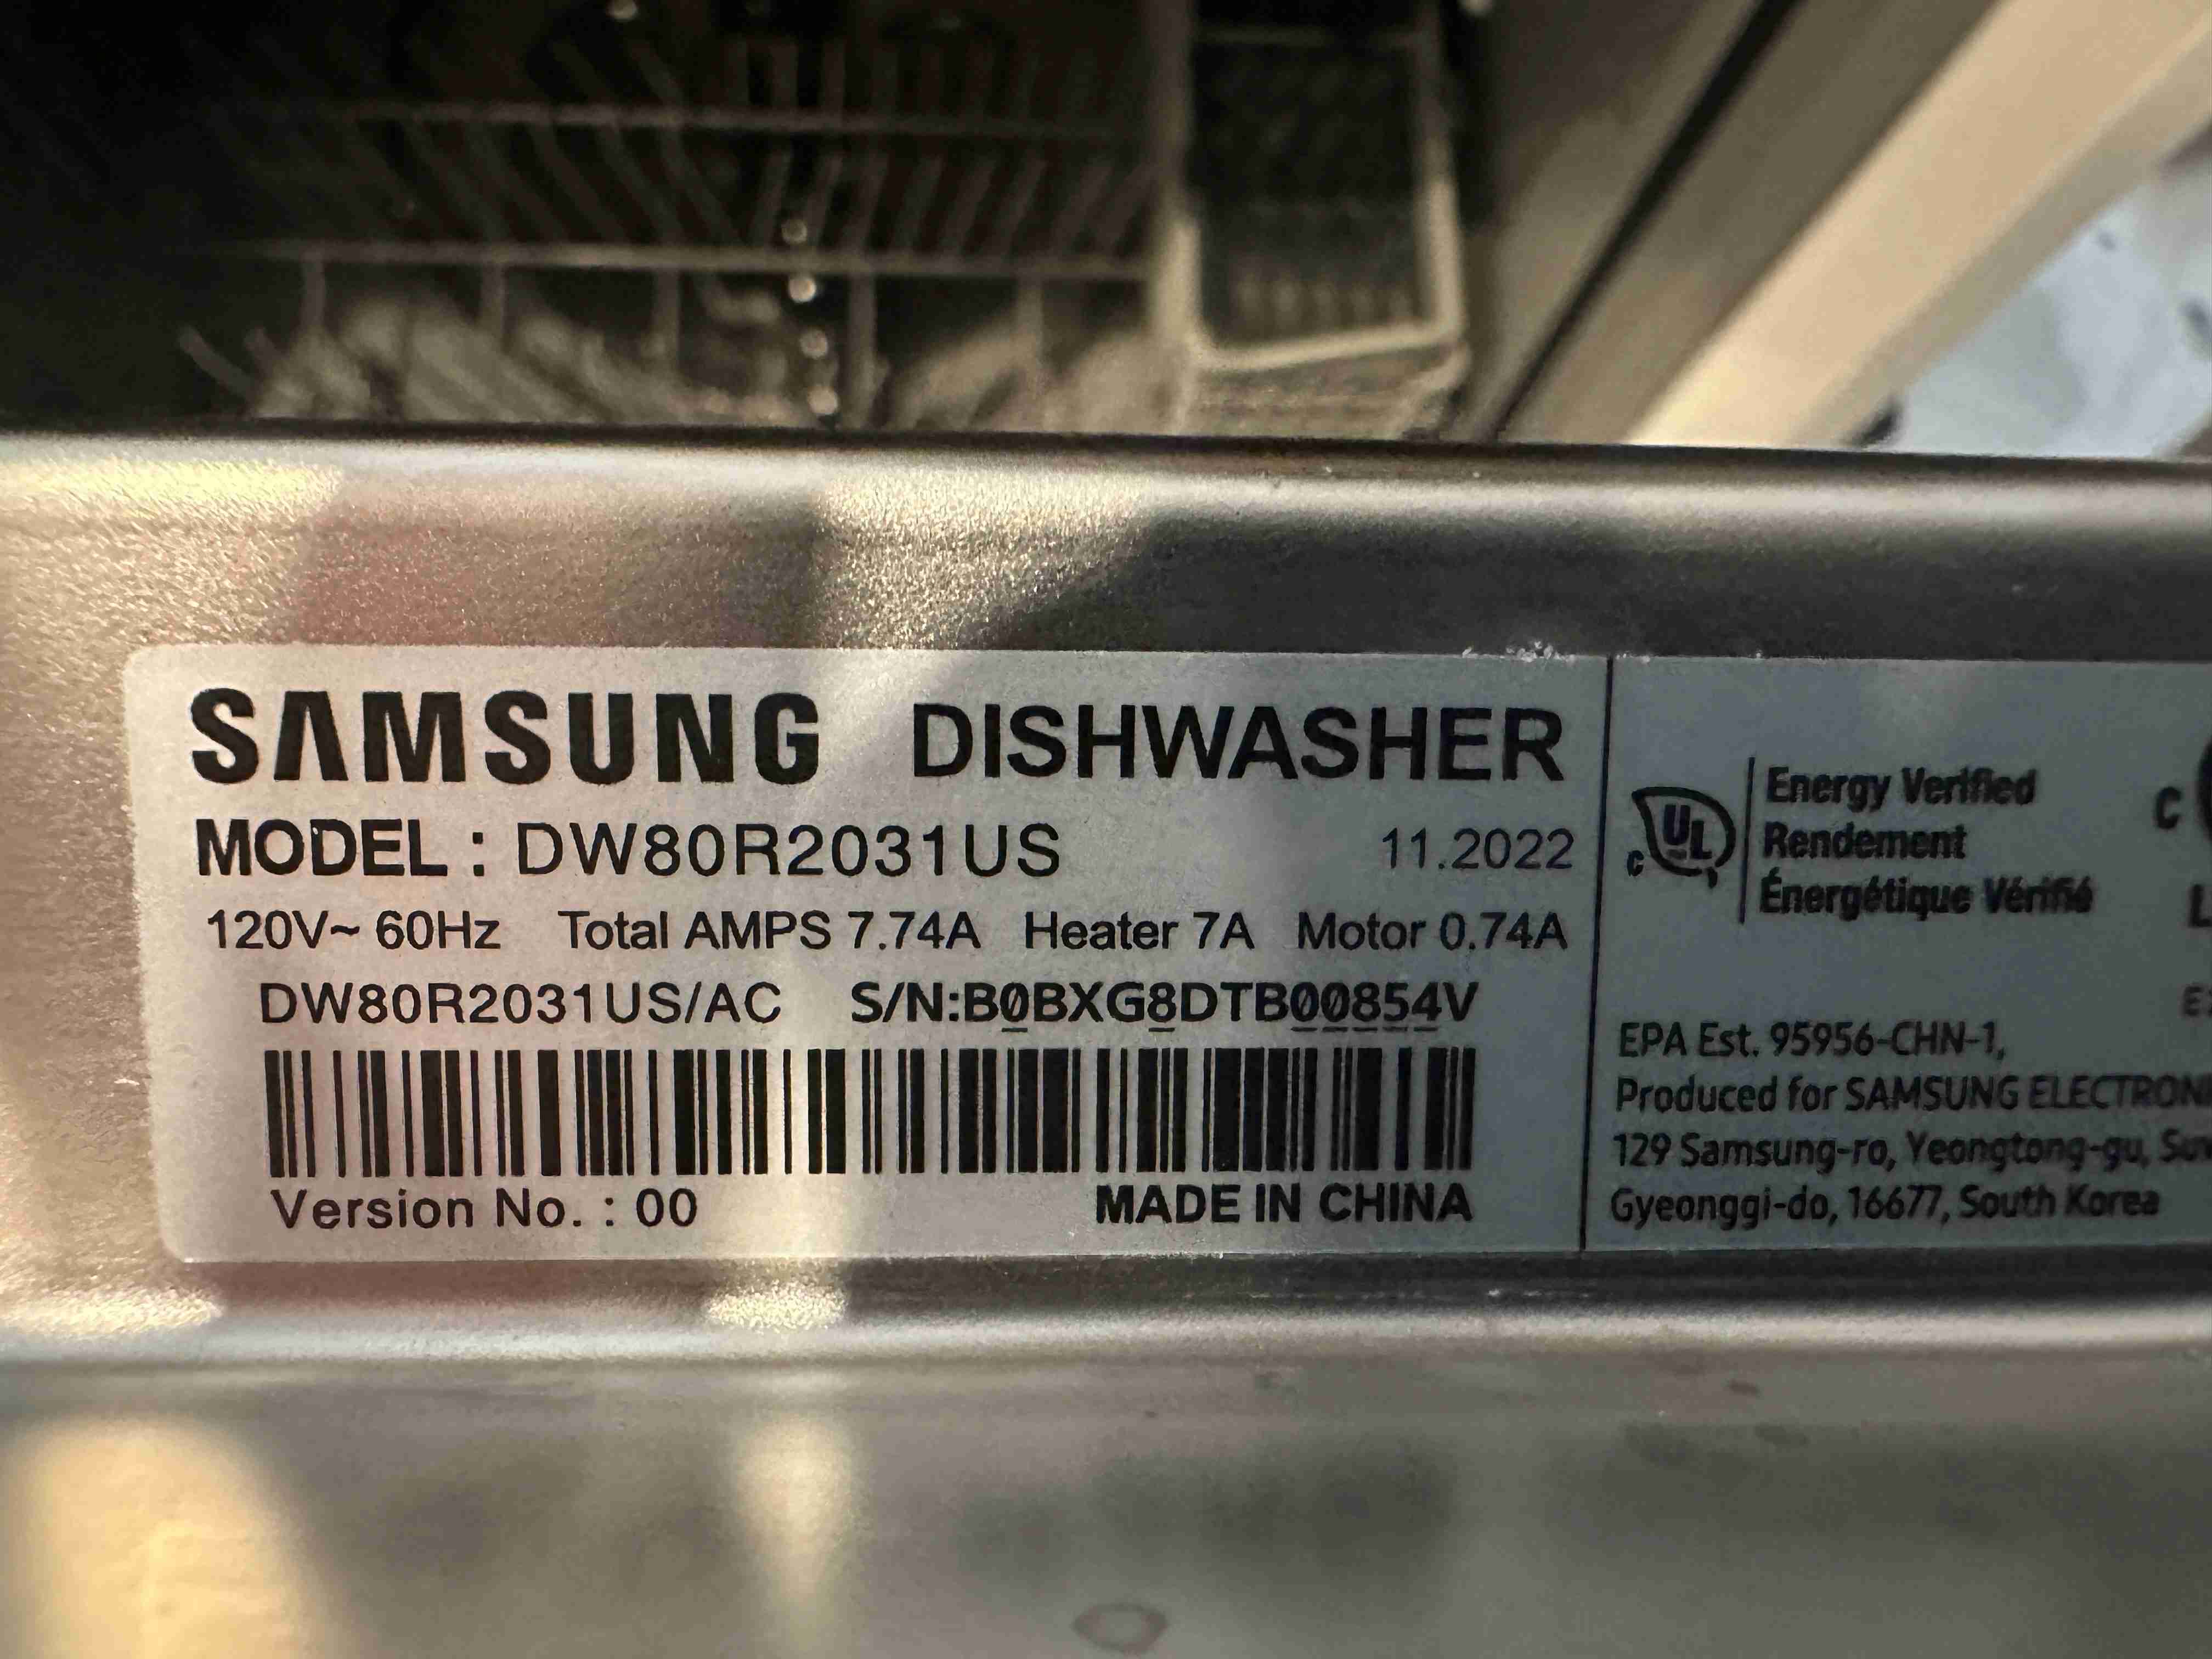 SAMSUNG DISHWASHER
MODEL : DW80R2031US 11.2022
120V~ 60Hz Total AMPS 7.74A Heater 7A Motor 0.74A
DW80R2031US/AC S/N:B0BXG8DTB00854V
Version No. : 00 MADE IN CHINA
c UL
Energy Verified
Rendement
Énergétique Vérifié
C
EPA Est. 95956-CHN-1,
Produced for SAMSUNG
129 Samsung-ro, Yeongtong-gu,
Gyeonggi-do, 16677, South Korea